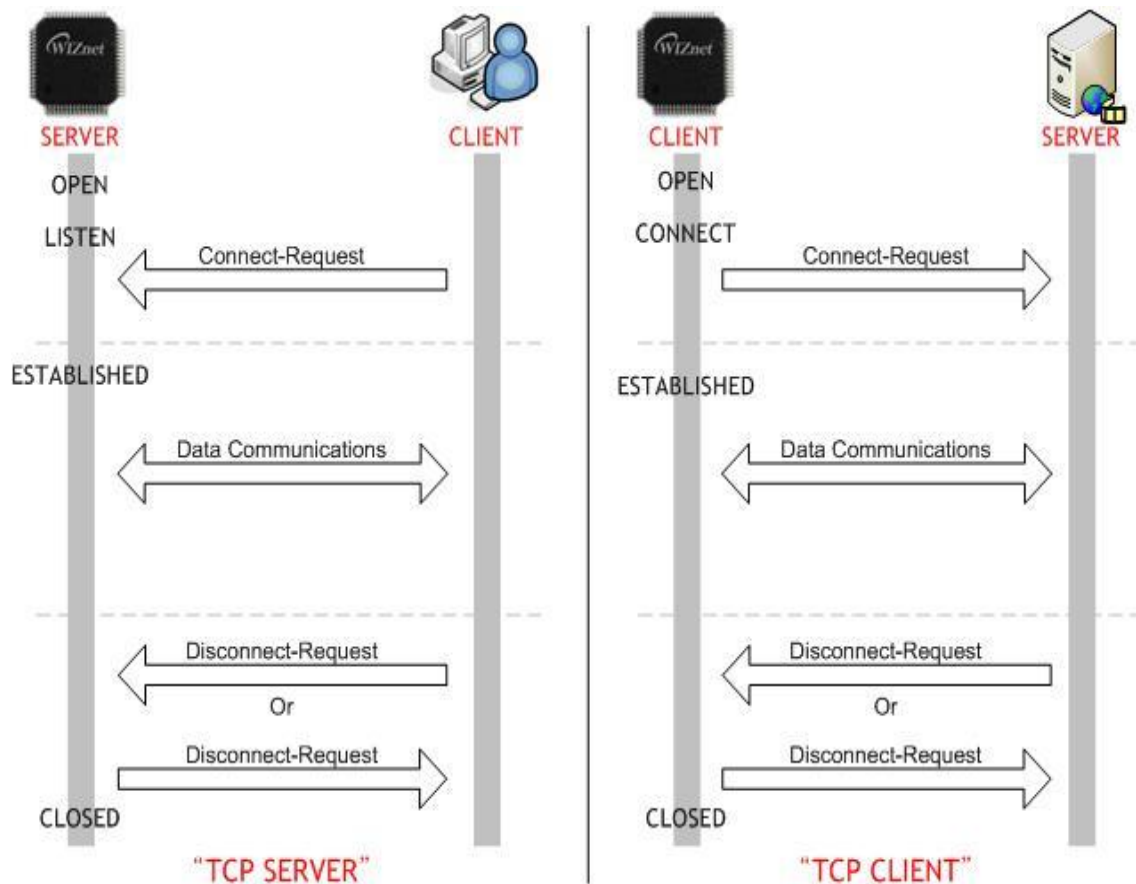 WIZnet
SERVER
CLIENT
OPEN
LISTEN
Connect-Request
ESTABLISHED
Data Communications
Disconnect-Request
Or
Disconnect-Request
CLOSED
“TCP SERVER”
WIZnet
CLIENT
SERVER
OPEN
CONNECT
Connect-Request
ESTABLISHED
Data Communications
Disconnect-Request
Or
Disconnect-Request
CLOSED
“TCP CLIENT”